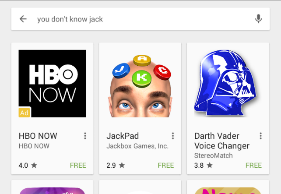 you don't know jack
HBO
NOW
Ad
HBO NOW
HBO NOW
4.0 ★ FREE
J
A
K
C
JackPad
Jackbox Games, Inc.
2.9 ★ FREE
Darth Vader
Voice Changer
StereoMatch
3.8 ★ FREE